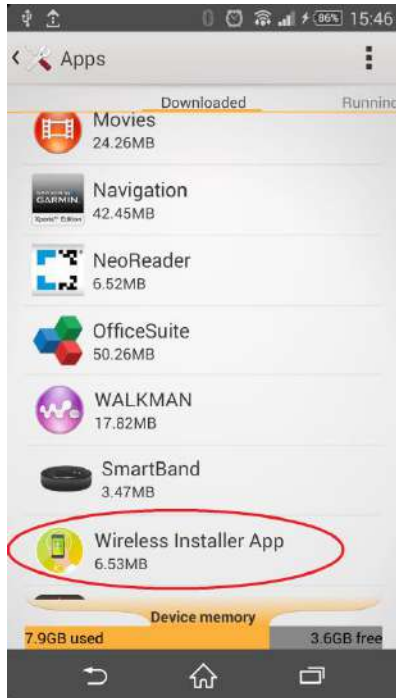 86% 15:46
Apps
Downloaded Running
Movies
24.26MB
GARMIN
Navigation
42.45MB
NeoReader
6.52MB
OfficeSuite
50.26MB
WALKMAN
17.82MB
SmartBand
3.47MB
Wireless Installer App
6.53MB
Device memory
7.9GB used 3.6GB free